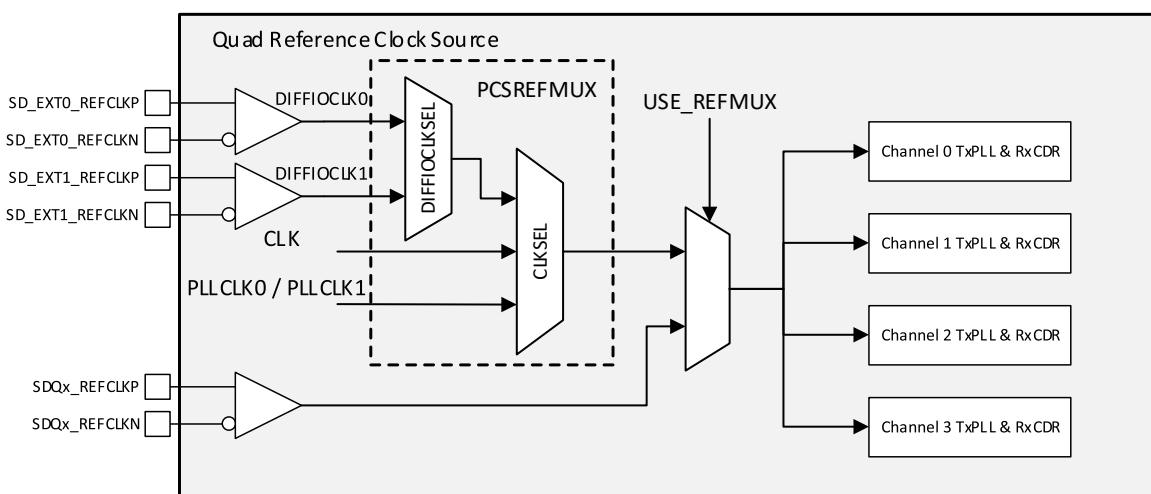 Quad Reference Clock Source
PCSREFMUX
USE_REFMUX
SD_EXT0_REFCLKP
DIFFIOCLK0
SD_EXT0_REFCLKN
SD_EXT1_REFCLKP
DIFFIOCLK1
SD_EXT1_REFCLKN
DIFFIOCLKSEL
CLK
CLKSEL
PLLCLK0 / PLLCLK1
SDQx_REFCLKP
SDQx_REFCLKN
Channel 0 TxPLL & RxCDR
Channel 1 TxPLL & RxCDR
Channel 2 TxPLL & RxCDR
Channel 3 TxPLL & RxCDR